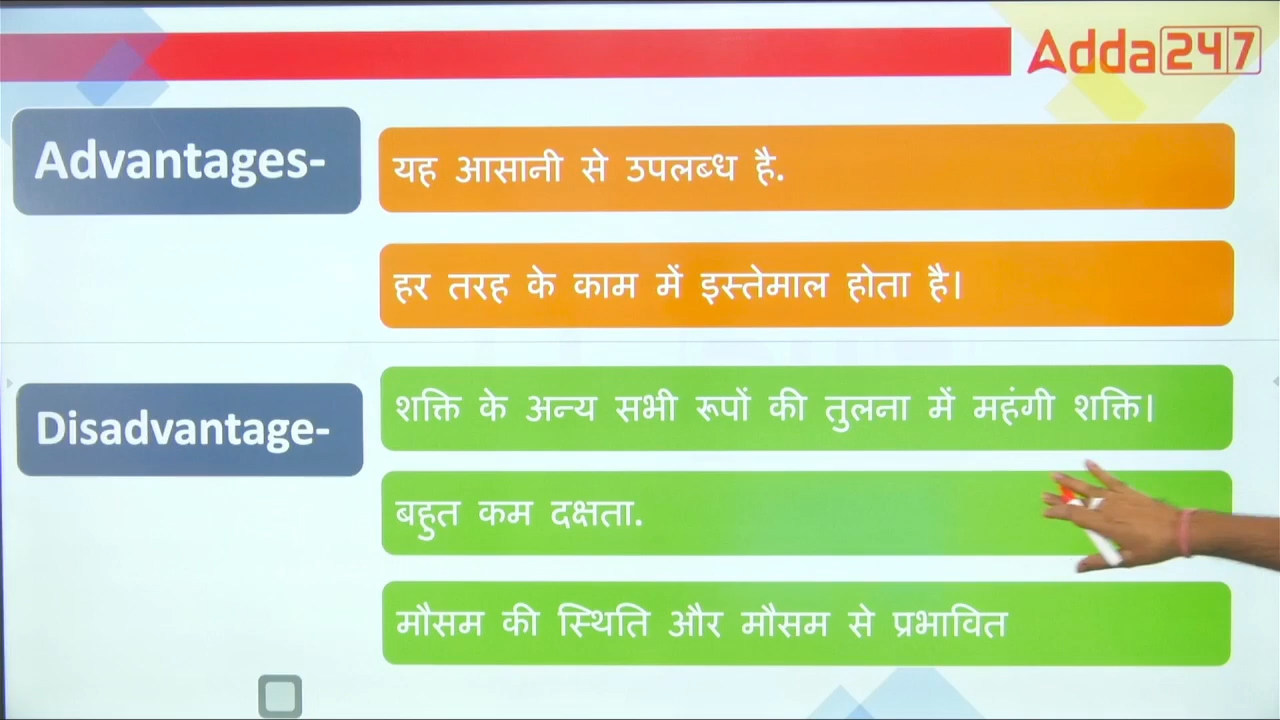 Adda247
Advantages-
यह आसानी से उपलब्ध है.
हर तरह के काम में इस्तेमाल होता है।
Disadvantage-
शक्ति के अन्य सभी रूपों की तुलना में महंगी शक्ति।
बहुत कम दक्षता.
मौसम की स्थिति और मौसम से प्रभावित